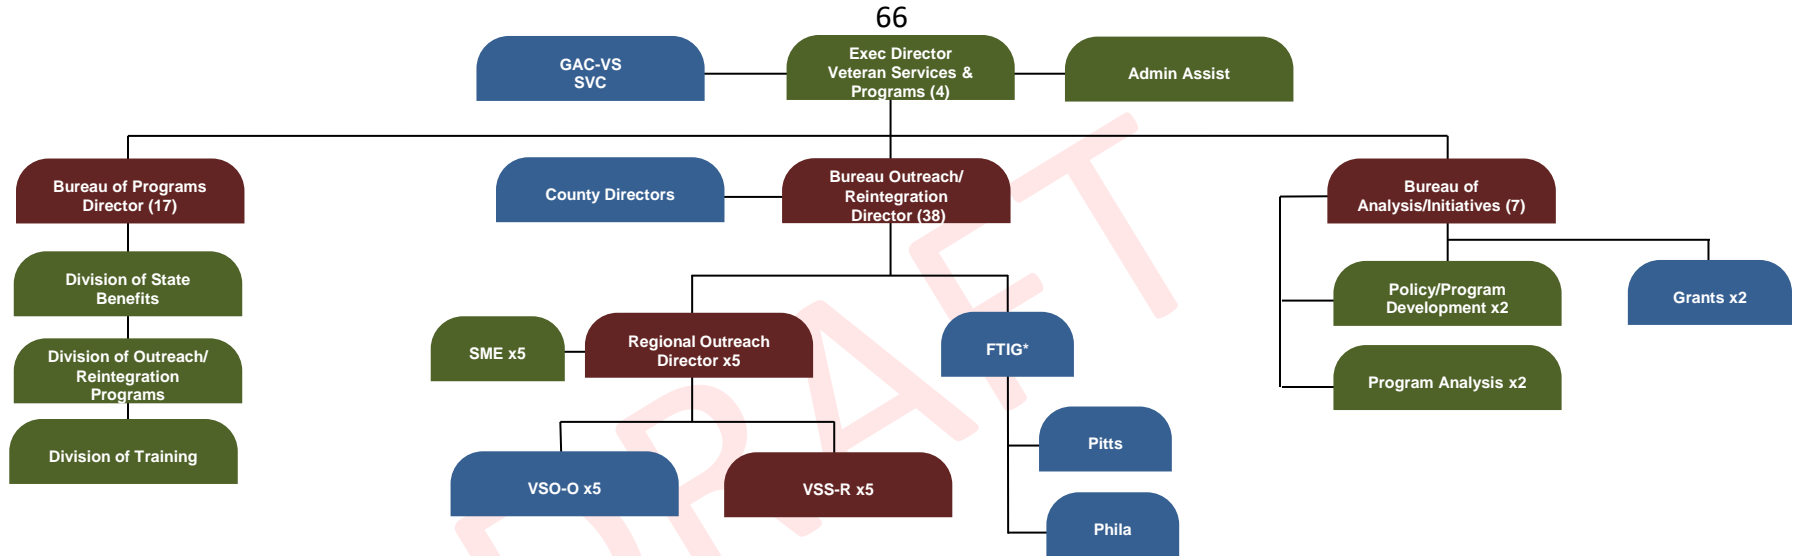 66
GAC-VS
SVC
Exec Director
Veteran Services &
Programs (4)
Admin Assist
Bureau of Programs
Director (17)
County Directors
Bureau Outreach/
Reintegration
Director (38)
Bureau of
Analysis/Initiatives (7)
Division of State
Benefits
Policy/Program
Development x2
Grants x2
SME x5
Regional Outreach
Director x5
FTIG*
Division of Outreach/
Reintegration
Programs
Program Analysis x2
Division of Training
Pitts
VSO-O x5
VSS-R x5
Phila
DRAFT